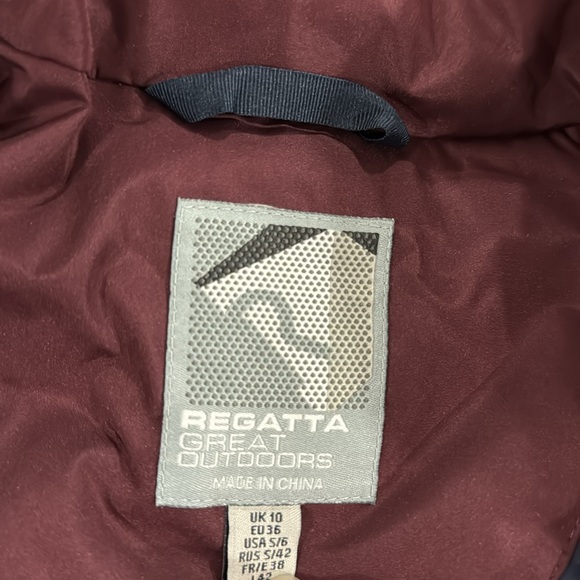 REGATTA
GREAT
OUTDOORS
MADE IN CHINA
UK 10
EU 36
USA S/6
RUS S/42
FR/E 38
I 42